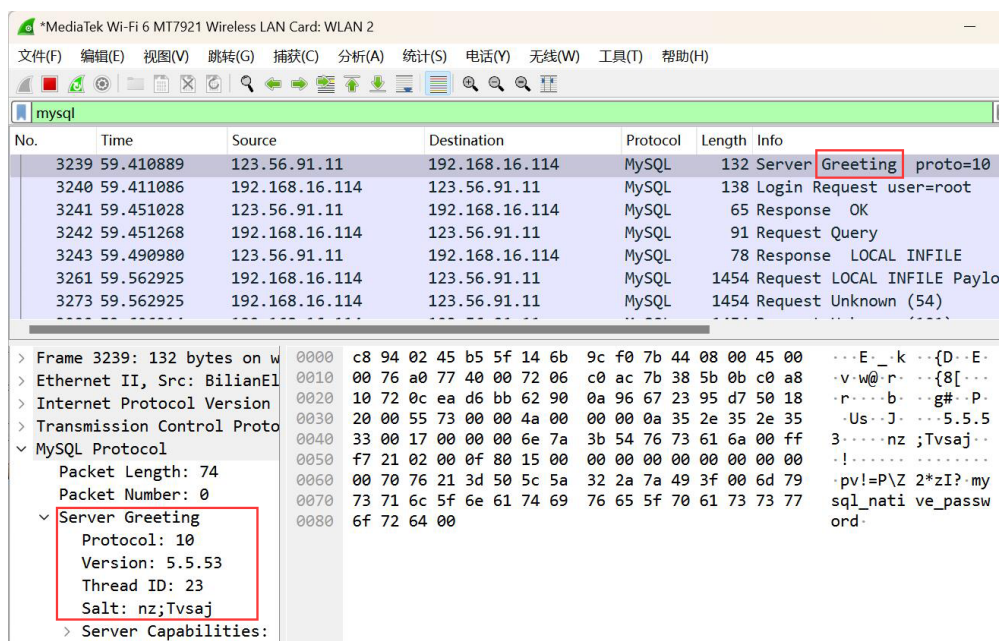 *MediaTek Wi-Fi 6 MT7921 Wireless LAN Card: WLAN 2
文件(F) 编辑(E) 视图(V) 跳转(G) 捕获(C) 分析(A) 统计(S) 电话(Y) 无线(W) 工具(T) 帮助(H)
mysql
No. Time Source Destination Protocol Length Info
3239 59.410889 123.56.91.11 192.168.16.114 MySQL 132 Server Greeting proto=10
3240 59.411086 192.168.16.114 123.56.91.11 MySQL 138 Login Request user=root
3241 59.451028 123.56.91.11 192.168.16.114 MySQL 65 Response OK
3242 59.451268 192.168.16.114 123.56.91.11 MySQL 91 Request Query
3243 59.490980 123.56.91.11 192.168.16.114 MySQL 78 Response LOCAL INFILE
3261 59.562925 192.168.16.114 123.56.91.11 MySQL 1454 Request LOCAL INFILE Paylo
3273 59.562925 192.168.16.114 123.56.91.11 MySQL 1454 Request Unknown (54)
Frame 3239: 132 bytes on w
Ethernet II, Src: BilianEl
Internet Protocol Version
Transmission Control Proto
MySQL Protocol
Packet Length: 74
Packet Number: 0
Server Greeting
Protocol: 10
Version: 5.5.53
Thread ID: 23
Salt: nz;Tvsaj
Server Capabilities:
0000 c8 94 02 45 b5 5f 14 6b 9c f0 7b 44 08 00 45 00 ···E·_·k ··{D··E·
0010 00 76 a0 77 40 00 72 06 c0 ac 7b 38 5b 0b c0 a8 ·v·w@·r· ··{8[···
0020 10 72 0c ea d6 bb 62 90 0a 96 67 23 95 d7 50 18 ·r····b· ··g#··P·
0030 20 00 55 73 00 00 4a 00 00 00 0a 35 2e 35 2e 35 ·Us··J· ···5.5.5
0040 33 00 17 00 00 00 6e 7a 3b 54 76 73 61 6a 00 ff 3·····nz ;Tvsaj··
0050 f7 21 02 00 0f 80 15 00 00 00 00 00 00 00 00 00 ·!······ ········
0060 00 70 76 21 3d 50 5c 5a 32 2a 7a 49 3f 00 6d 79 ·pv!=P\Z 2*zI?·my
0070 73 71 6c 5f 6e 61 74 69 76 65 5f 70 61 73 73 77 sql_nati ve_passw
0080 6f 72 64 00 ord·